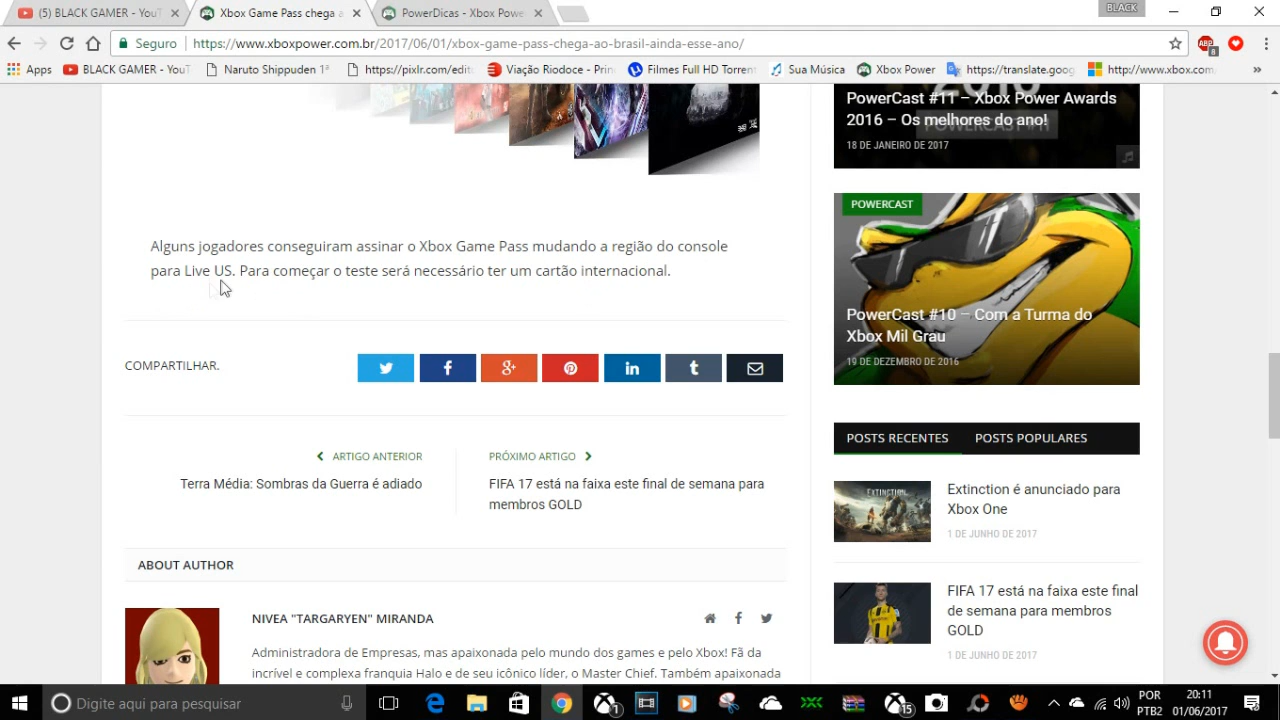 (5) BLACK GAMER - YouT
Xbox Game Pass chega a
PowerDicas - Xbox Powe
BLACK
Seguro
https://www.xboxpower.com.br/2017/06/01/xbox-game-pass-chega-ao-brasil-ainda-esse-ano/
ABP
8
Apps
BLACK GAMER - YouT
Naruto Shippuden 1ª
https://pixlr.com/edit
Viação Riodoce - Prin
Filmes Full HD Torrent
Sua Música
Xbox Power
https://translate.goog
http://www.xbox.com
»
PowerCast #11 – Xbox Power Awards
2016 – Os melhores do ano!
POWERCAST #11
18 DE JANEIRO DE 2017
POWERCAST
PowerCast #10 – Com a Turma do
Xbox Mil Grau
19 DE DEZEMBRO DE 2016
Alguns jogadores conseguiram assinar o Xbox Game Pass mudando a região do console
para Live US. Para começar o teste será necessário ter um cartão internacional.
COMPARTILHAR.
ARTIGO ANTERIOR
Terra Média: Sombras da Guerra é adiado
PRÓXIMO ARTIGO
FIFA 17 está na faixa este final de semana para
membros GOLD
POSTS RECENTES
POSTS POPULARES
EXTINCTION
Extinction é anunciado para
Xbox One
1 DE JUNHO DE 2017
FIFA 17 está na faixa este final
de semana para membros
GOLD
1 DE JUNHO DE 2017
ABOUT AUTHOR
NIVEA "TARGARYEN" MIRANDA
Administradora de Empresas, mas apaixonada pelo mundo dos games e pelo Xbox! Fã da
incrível e complexa franquia Halo e de seu icônico líder, o Master Chief. Também apaixonada
Digite aqui para pesquisar
1
15
POR
PTB2
20:11
01/06/2017